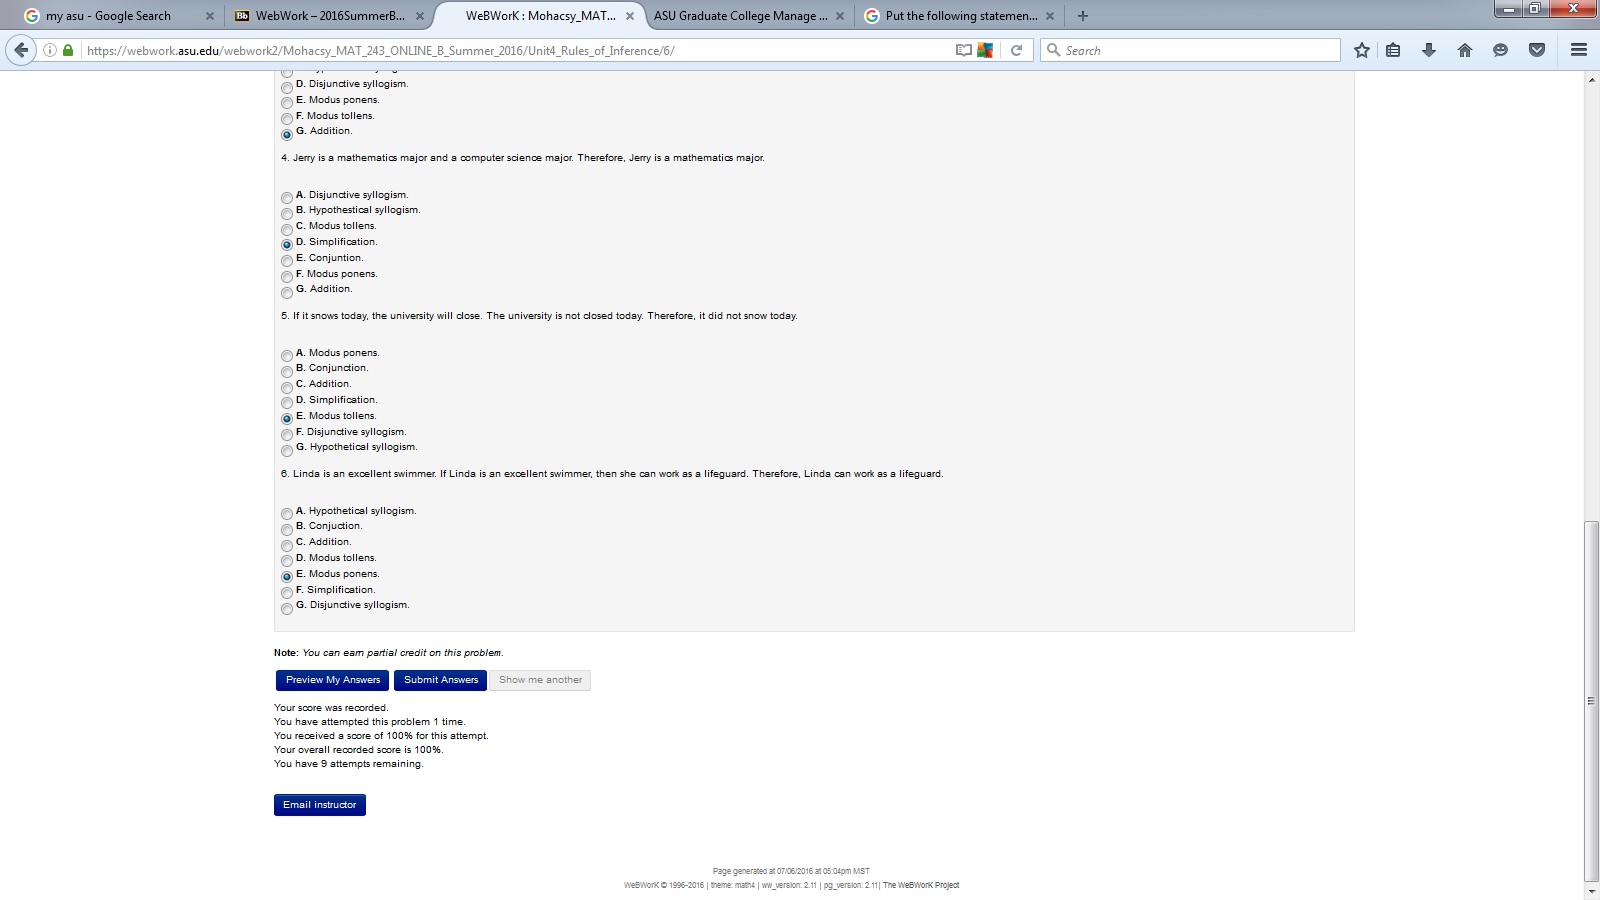 my asu - Google Search
Bb WebWork – 2016SummerB...
WeBWorK : Mohacsy_MAT...
ASU Graduate College Manage ...
Put the following statemen...
https://webwork.asu.edu/webwork2/Mohacsy_MAT_243_ONLINE_B_Summer_2016/Unit4_Rules_of_Inference/6/
Search
D. Disjunctive syllogism.
E. Modus ponens.
F. Modus tollens.
G. Addition.
4. Jerry is a mathematics major and a computer science major. Therefore, Jerry is a mathematics major.
A. Disjunctive syllogism.
B. Hypothestical syllogism.
C. Modus tollens.
D. Simplification.
E. Conjuntion.
F. Modus ponens.
G. Addition.
5. If it snows today, the university will close. The university is not closed today. Therefore, it did not snow today.
A. Modus ponens.
B. Conjunction.
C. Addition.
D. Simplification.
E. Modus tollens.
F. Disjunctive syllogism.
G. Hypothetical syllogism.
6. Linda is an excellent swimmer. If Linda is an excellent swimmer, then she can work as a lifeguard. Therefore, Linda can work as a lifeguard.
A. Hypothetical syllogism.
B. Conjuction.
C. Addition.
D. Modus tollens.
E. Modus ponens.
F. Simplification.
G. Disjunctive syllogism.
Note: You can earn partial credit on this problem.
Preview My Answers Submit Answers Show me another
Your score was recorded.
You have attempted this problem 1 time.
You received a score of 100% for this attempt.
Your overall recorded score is 100%.
You have 9 attempts remaining.
Email instructor
Page generated at 07/06/2016 at 05:04pm MST
WeBWorK © 1996-2016 | theme: math4 | ww_version: 2.11 | pg_version: 2.11| The WeBWorK Project